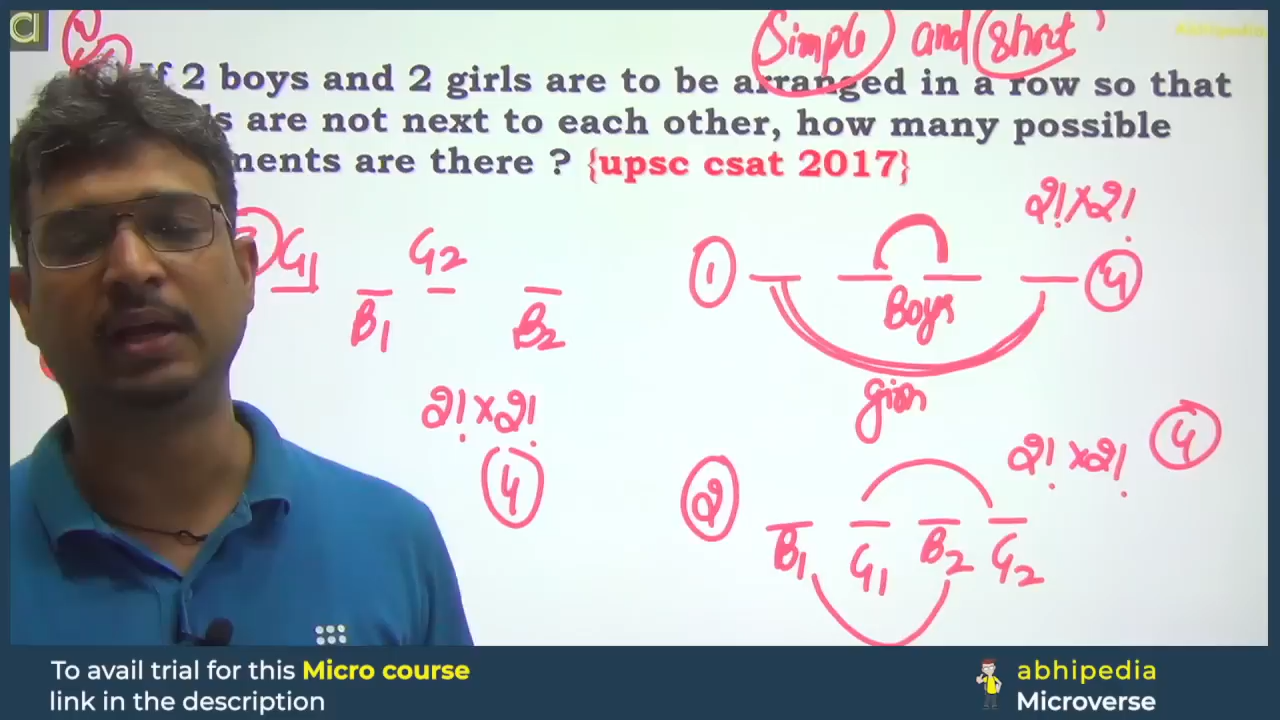 Simple and short
abhipedia
If 2 boys and 2 girls are to be arranged in a row so that
s are not next to each other, how many possible
ments are there ? {upsc csat 2017}
2!×2!
G1 G2
B1 B2
1 4
Boys
2!×2!
4
2!×2! 4
2
B1 G1 B2 G2
To avail trial for this Micro course
link in the description
abhipedia
Microverse